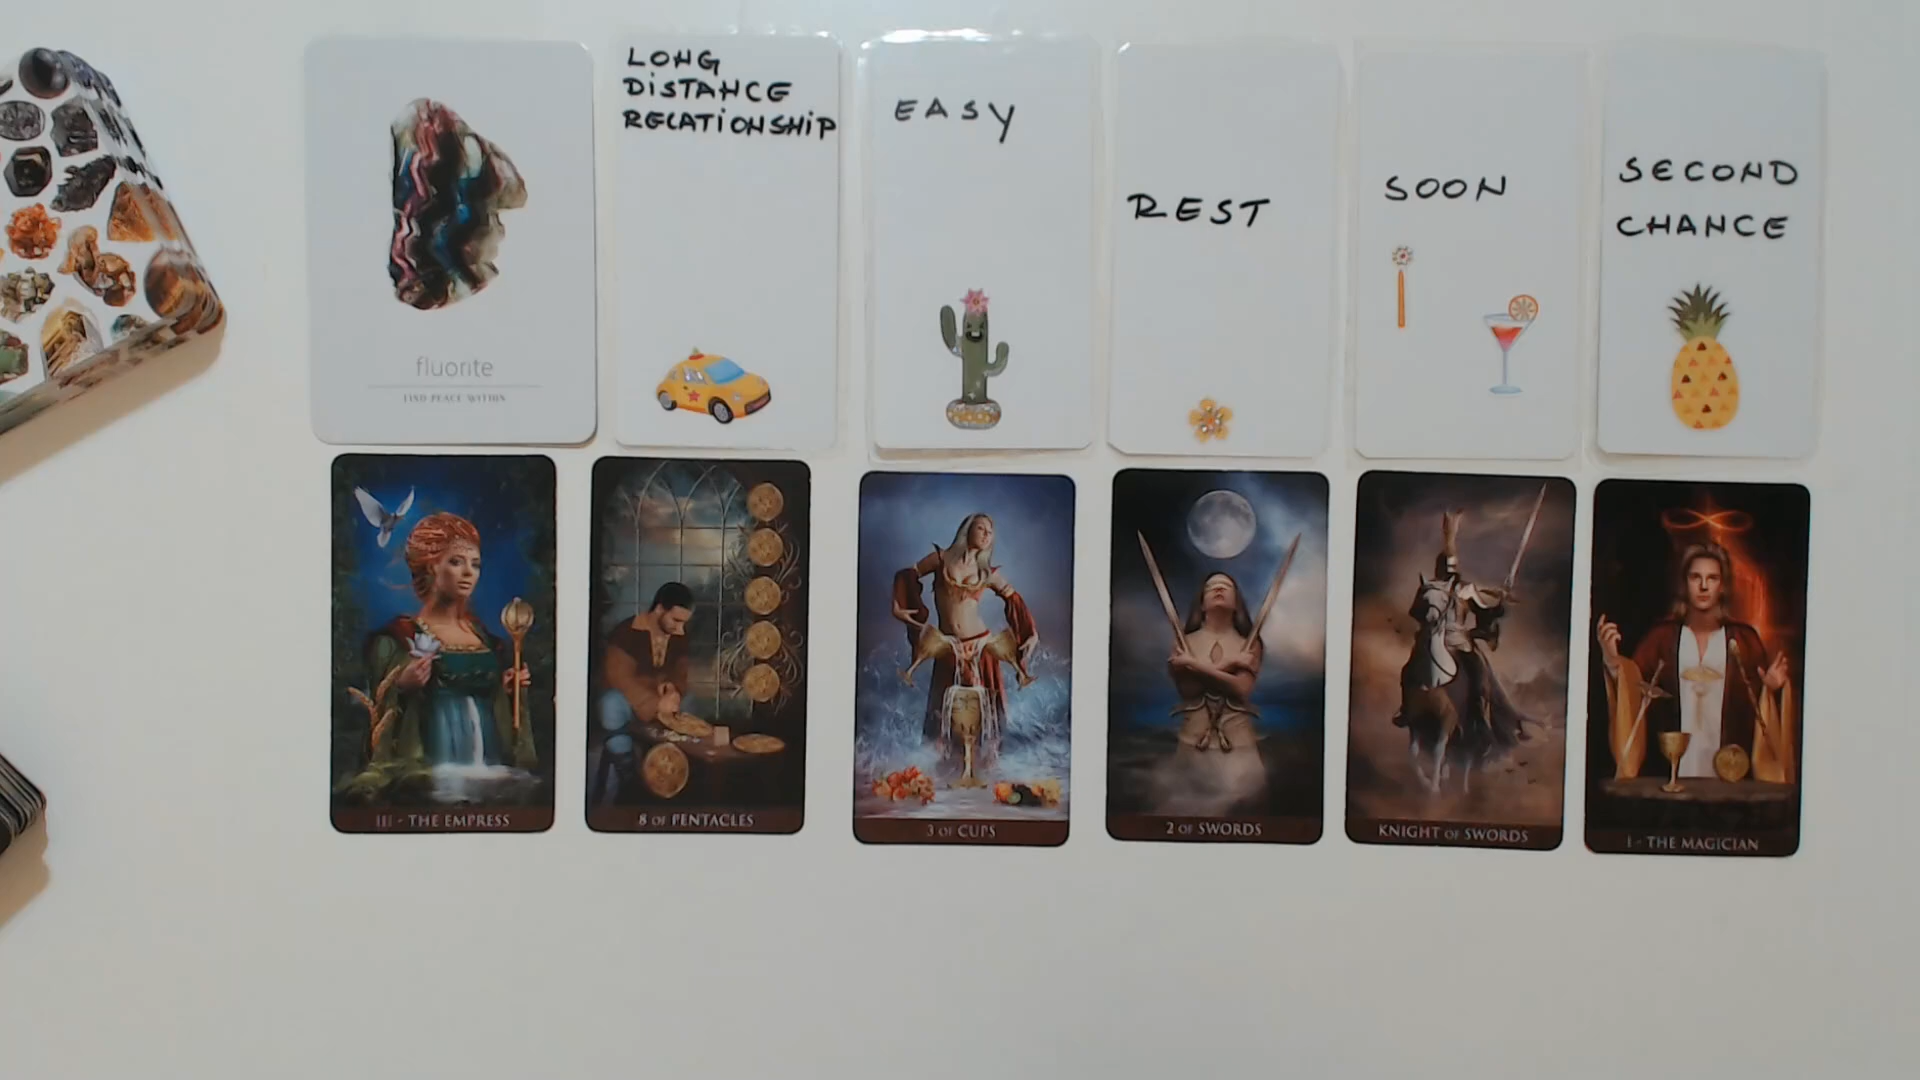 fluorite
FIND PEACE WITHIN
LONG
DISTANCE
RELATIONSHIP
EASY
REST
SOON
SECOND
CHANCE
III - THE EMPRESS
8 OF PENTACLES
3 OF CUPS
2 OF SWORDS
KNIGHT OF SWORDS
I - THE MAGICIAN